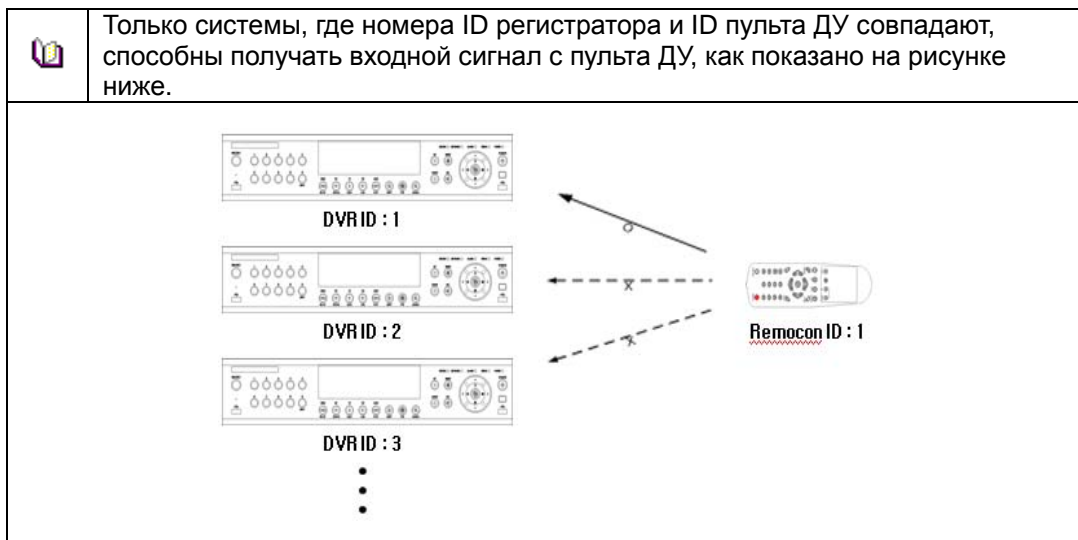 Только системы, где номера ID регистратора и ID пульта ДУ совпадают,
способны получать входной сигнал с пульта ДУ, как показано на рисунке
ниже.
O
DVR ID : 1
X
DVR ID : 2
Remocon ID : 1
X
DVR ID : 3